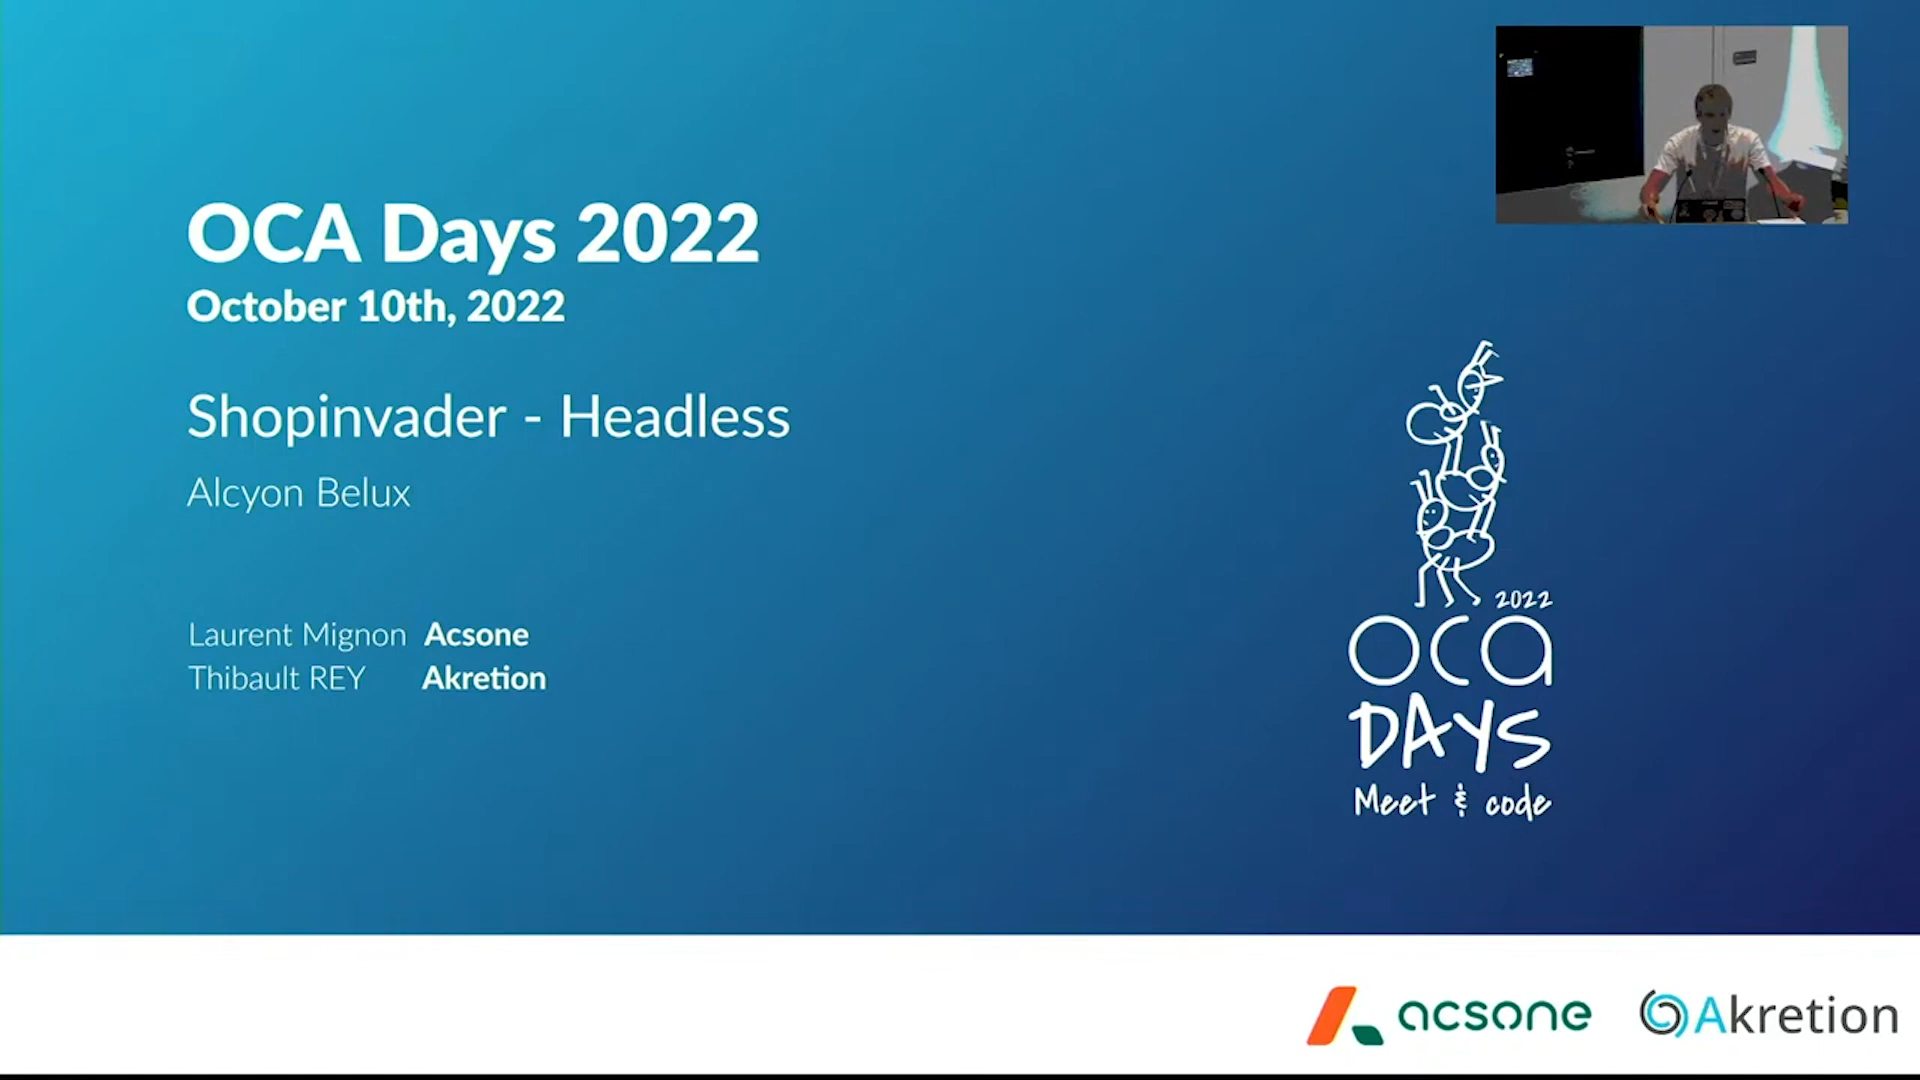 OCA Days 2022
October 10th, 2022
Shopinvader - Headless
Alcyon Belux
Laurent Mignon Acsone
Thibault REY Akretion
2022
oca
DAYS
Meet & code
acsone
Akretion